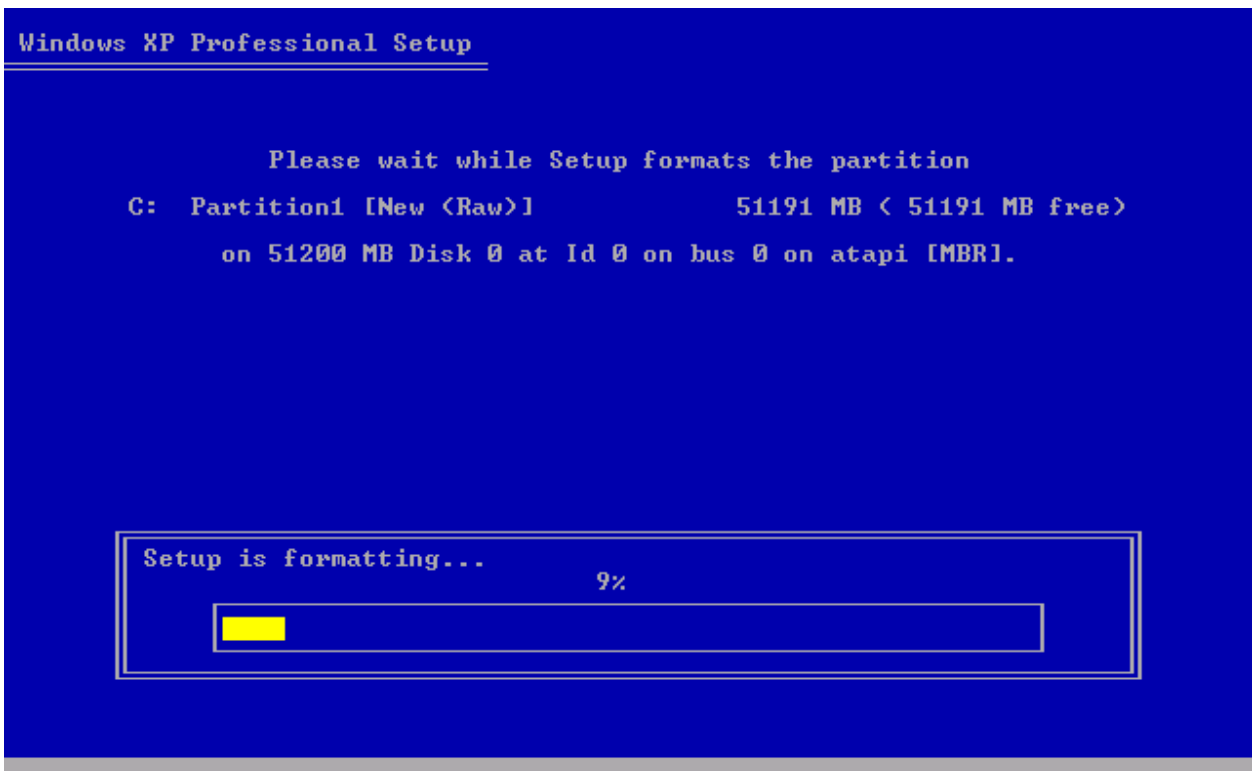 Windows XP Professional Setup
Please wait while Setup formats the partition
C: Partition1 [New (Raw)] 51191 MB ( 51191 MB free)
on 51200 MB Disk 0 at Id 0 on bus 0 on atapi [MBR].
Setup is formatting...
9%